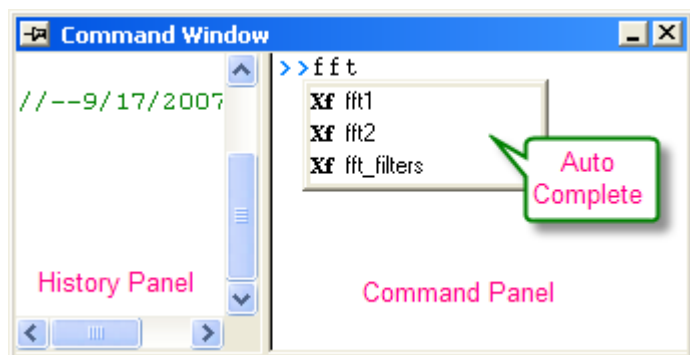 Command Window
//--9/17/2007
History Panel
>>fft
Xf fft1
Xf fft2
Xf fft_filters
Auto
Complete
Command Panel